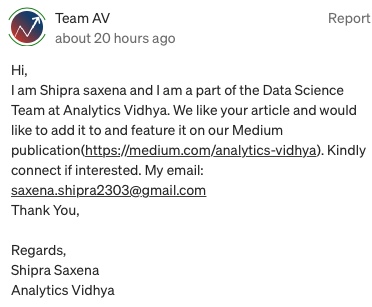 Team AV
Report
about 20 hours ago
Hi,
I am Shipra saxena and I am a part of the Data Science
Team at Analytics Vidhya. We like your article and would
like to add it to and feature it on our Medium
publication(https://medium.com/analytics-vidhya). Kindly
connect if interested. My email:
saxena.shipra2303@gmail.com
Thank You,
Regards,
Shipra Saxena
Analytics Vidhya